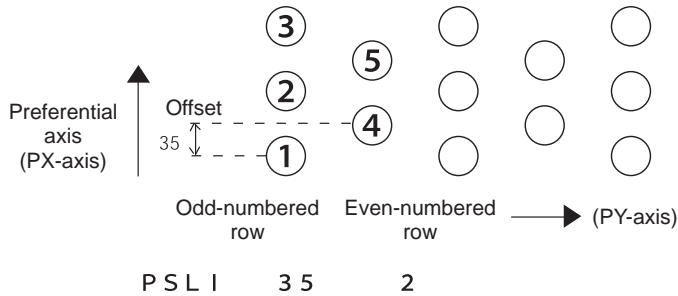 3
5
2
Preferential axis (PX-axis)
Offset
4
35
1
Odd-numbered row
Even-numbered row
(PY-axis)
PSLI 35 2